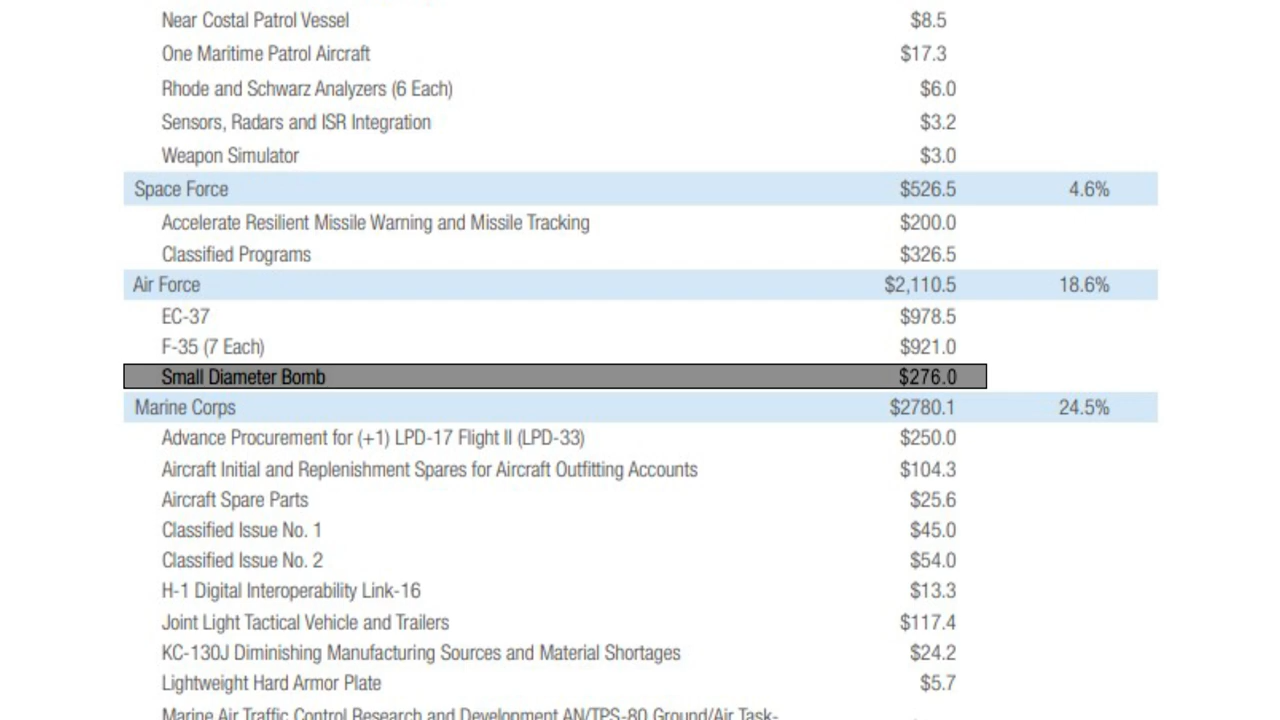 Near Costal Patrol Vessel $8.5
One Maritime Patrol Aircraft $17.3
Rhode and Schwarz Analyzers (6 Each) $6.0
Sensors, Radars and ISR Integration $3.2
Weapon Simulator $3.0
Space Force $526.5 4.6%
Accelerate Resilient Missile Warning and Missile Tracking $200.0
Classified Programs $326.5
Air Force $2,110.5 18.6%
EC-37 $978.5
F-35 (7 Each) $921.0
Small Diameter Bomb $276.0
Marine Corps $2780.1 24.5%
Advance Procurement for (+1) LPD-17 Flight II (LPD-33) $250.0
Aircraft Initial and Replenishment Spares for Aircraft Outfitting Accounts $104.3
Aircraft Spare Parts $25.6
Classified Issue No. 1 $45.0
Classified Issue No. 2 $54.0
H-1 Digital Interoperability Link-16 $13.3
Joint Light Tactical Vehicle and Trailers $117.4
KC-130J Diminishing Manufacturing Sources and Material Shortages $24.2
Lightweight Hard Armor Plate $5.7
Marine Air Traffic Control Research and Development AN/TPS-80 Ground/Air Task-